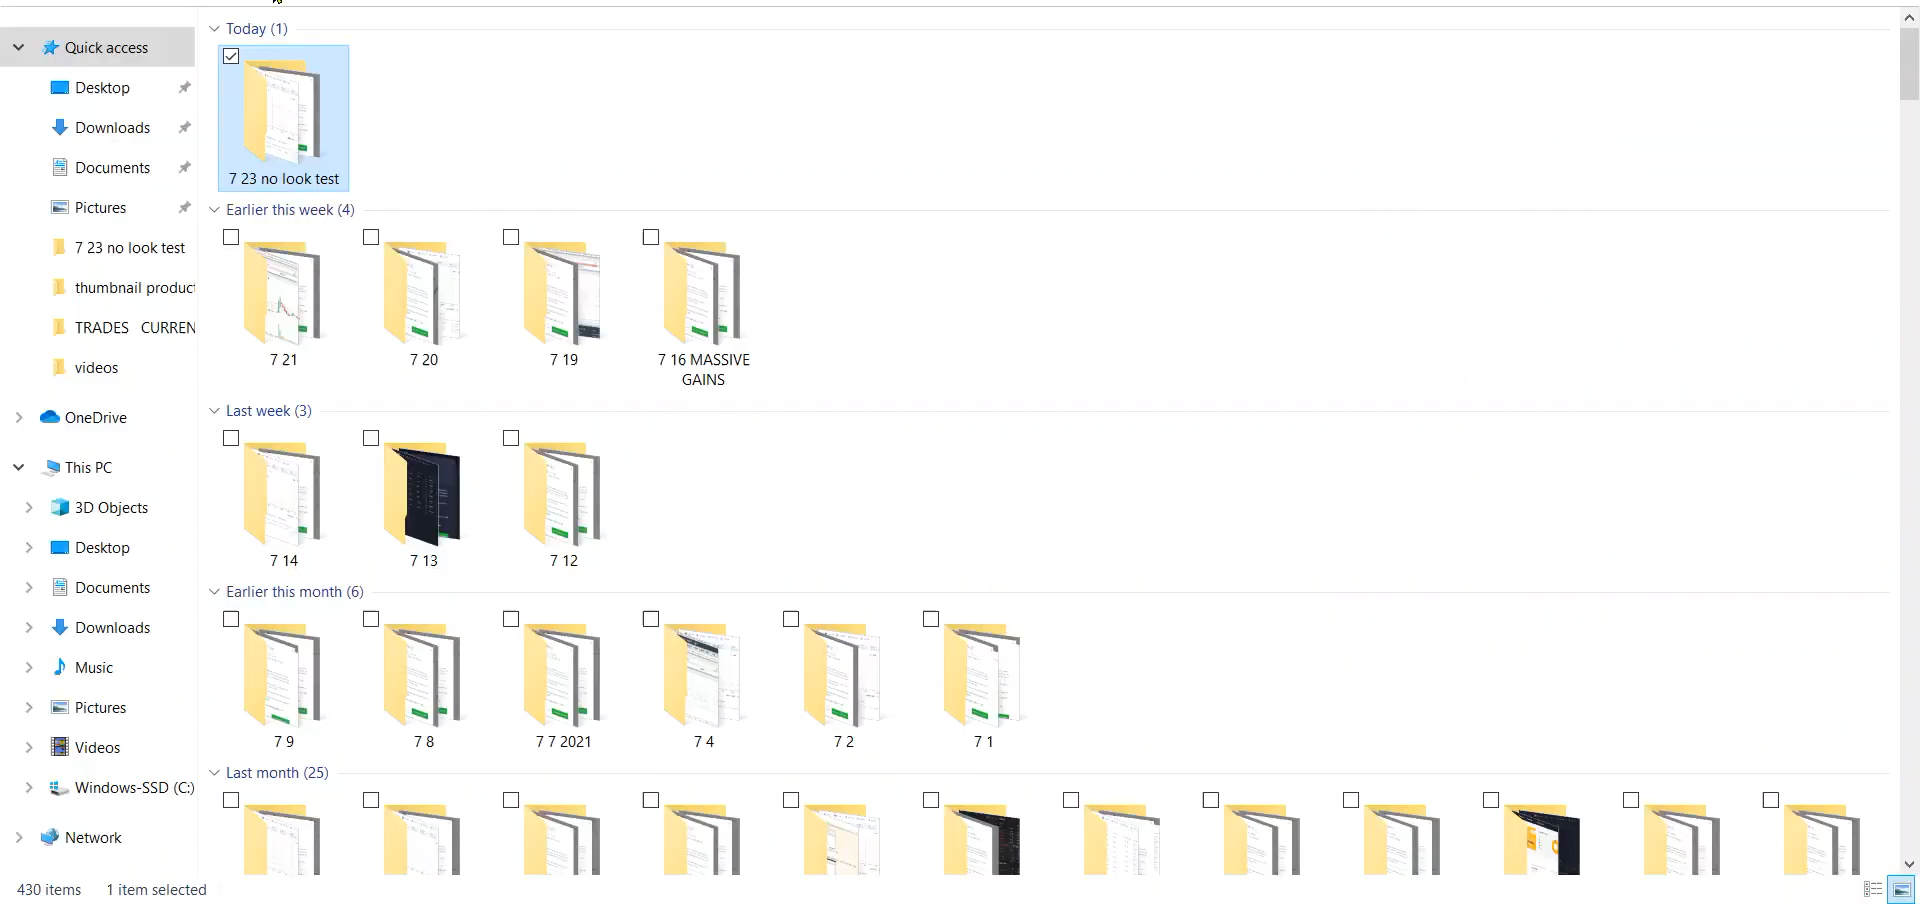 Quick access
Desktop
Downloads
Documents
Pictures
7 23 no look test
thumbnail product
TRADES CURREN
videos
OneDrive
This PC
3D Objects
Desktop
Documents
Downloads
Music
Pictures
Videos
Windows-SSD (C:)
Network
Today (1)
7 23 no look test
Earlier this week (4)
7 21
7 20
7 19
7 16 MASSIVE
GAINS
Last week (3)
7 14
7 13
7 12
Earlier this month (6)
7 9
7 8
7 7 2021
7 4
7 2
7 1
Last month (25)
430 items
1 item selected